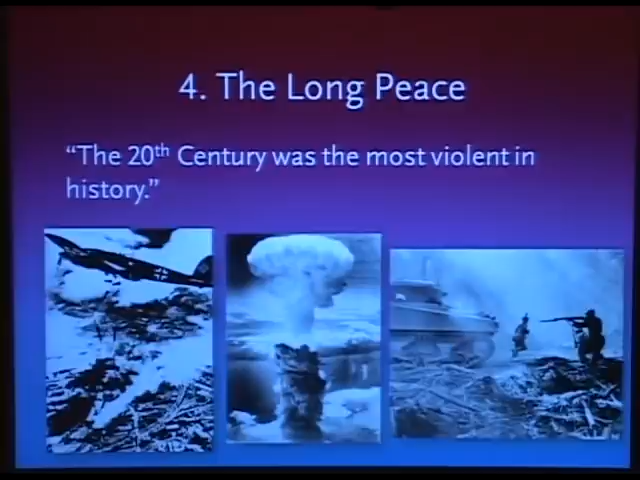 4. The Long Peace
“The 20th Century was the most violent in
history.”